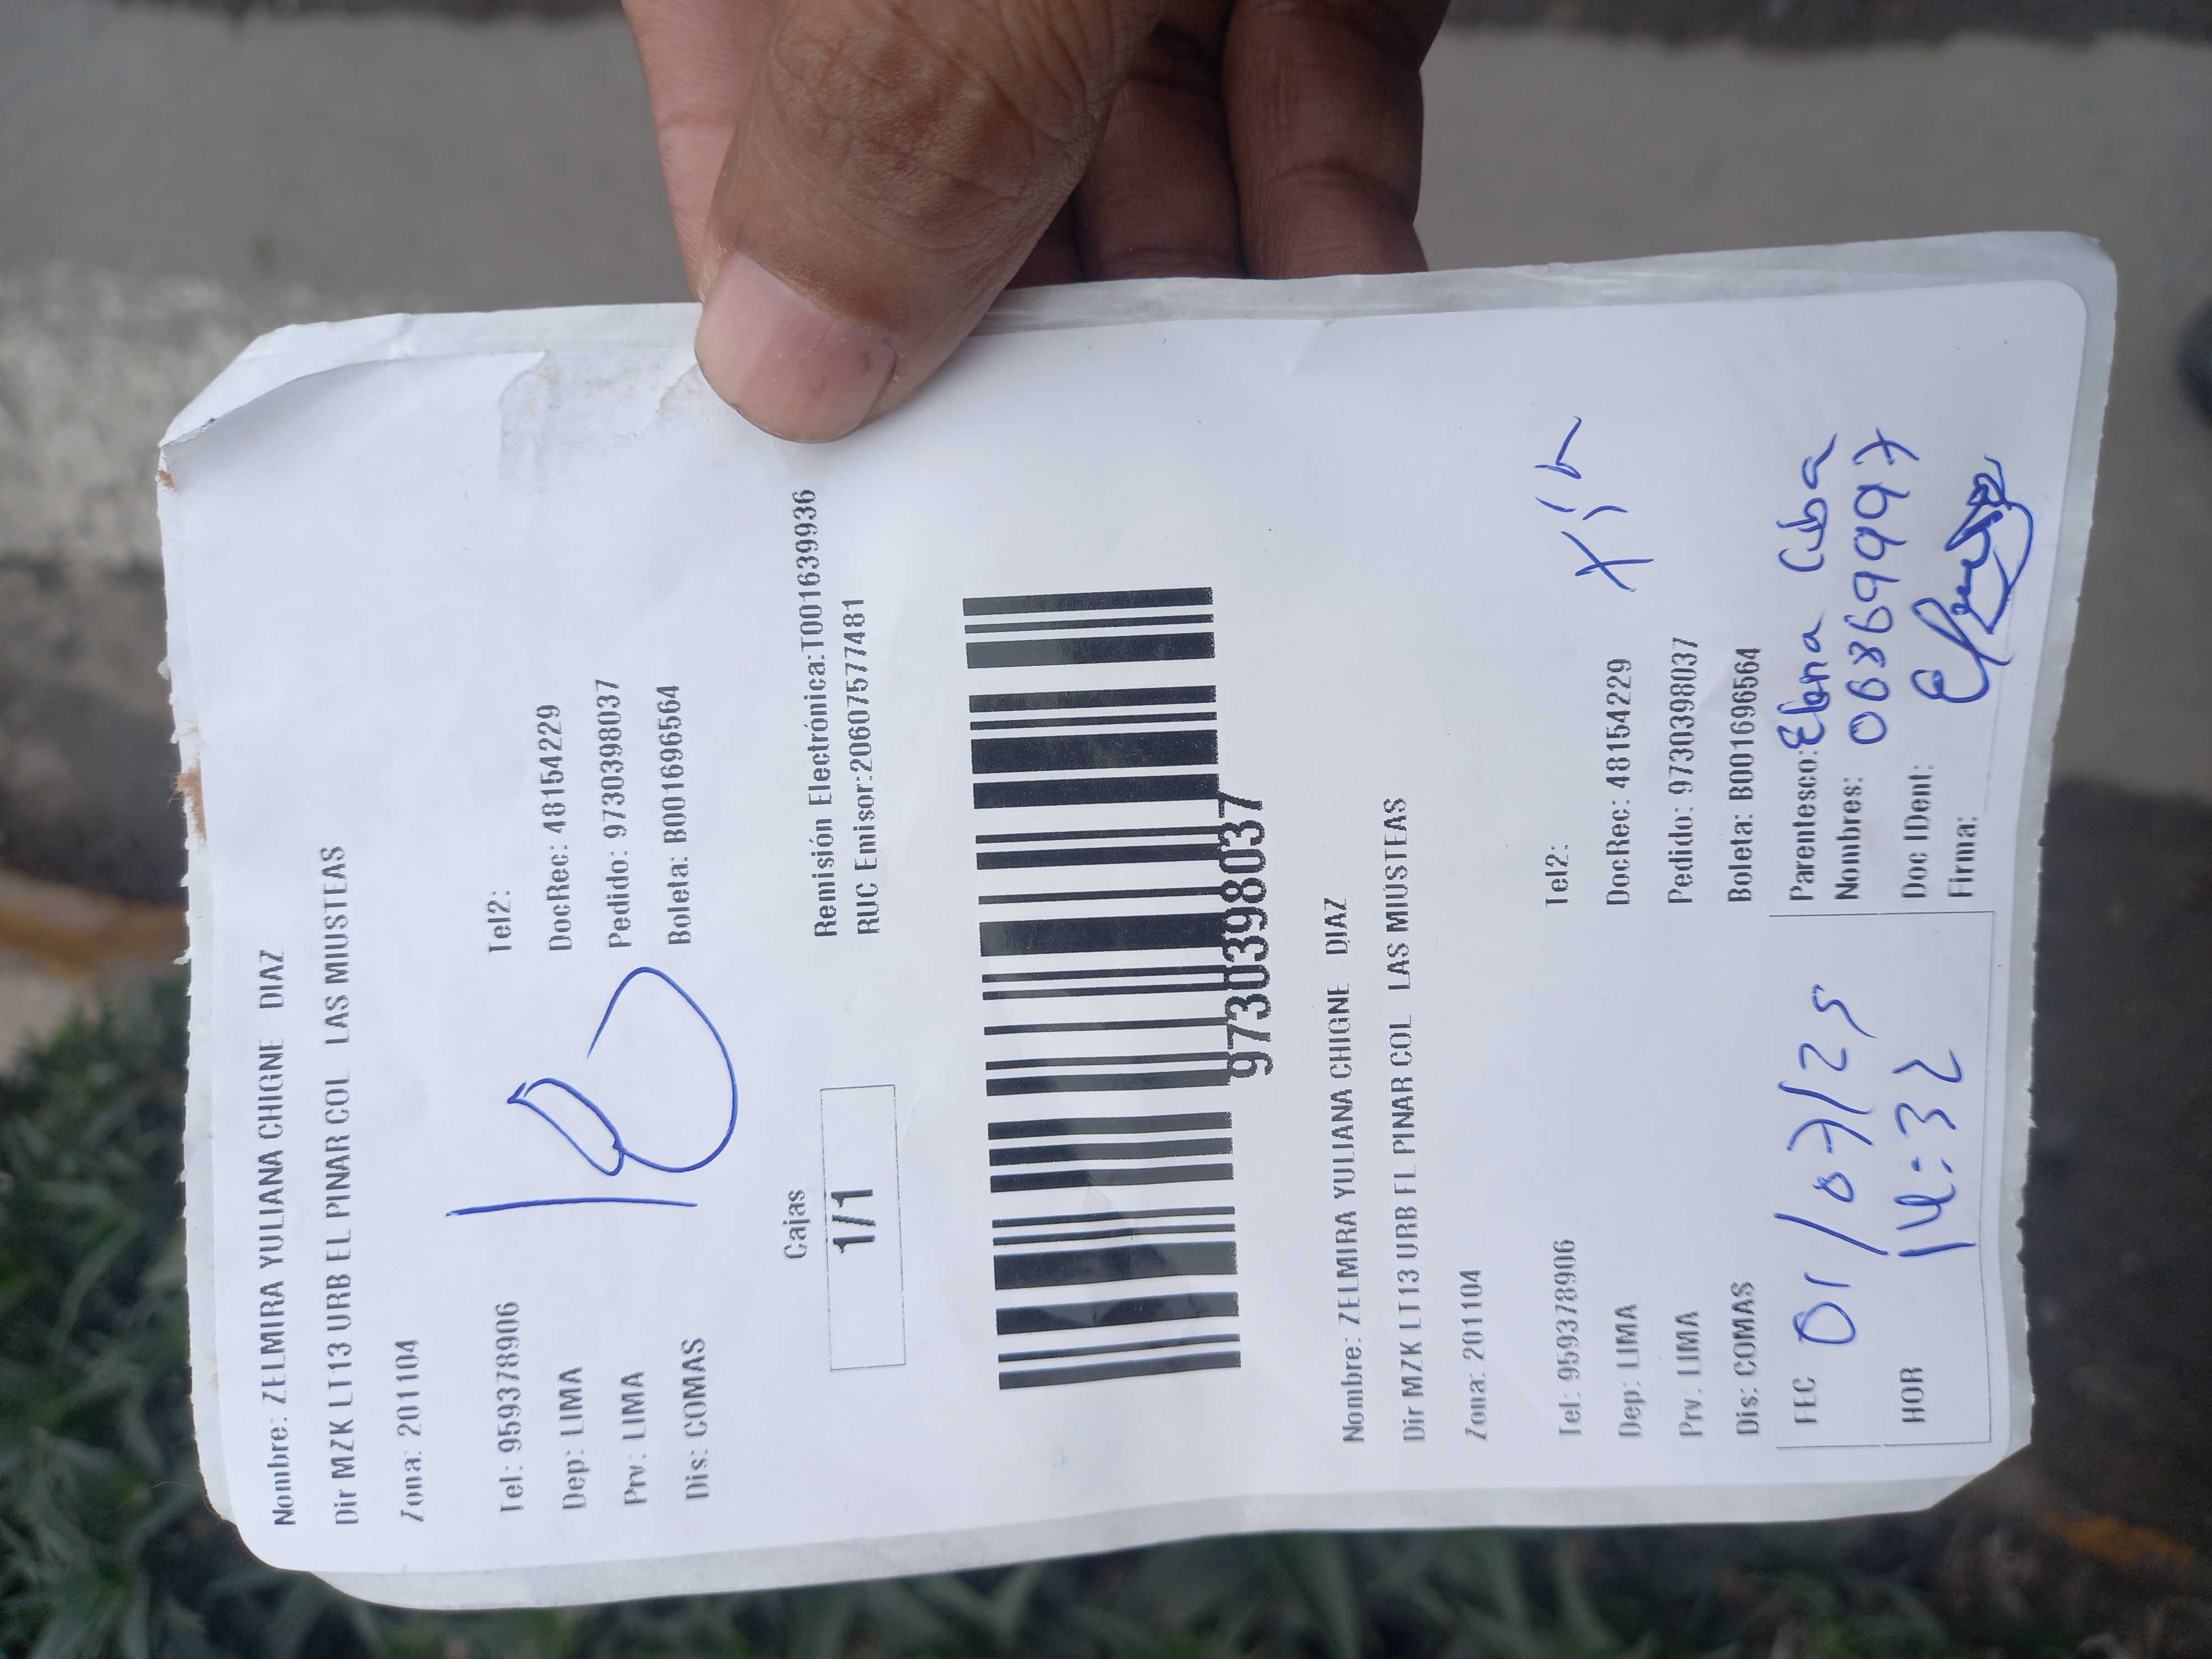 Nombre: ZELMIRA YULIANA CHIGNE DIAZ
Dir MZK LT13 URB EL PINAR COL LAS MIUSTEAS
Zona: 201104
Tel: 959378906 Tel2:
Dep: LIMA DocRec: 48154229
Prv: LIMA Pedido: 9730398037
Dis: COMAS Boleta: B001696564
18
Cajas
1/1
Remisión Electrónica:T001639936
RUC Emisor:20607577481
9730398037
Nombre: ZELMIRA YULIANA CHIGNE DIAZ
Dir MZK LT13 URB EL PINAR COL LAS MIUSTEAS
Zona: 201104
Tel: 959378906 Tel2:
Dep: LIMA DocRec: 48154229
Prv: LIMA Pedido: 9730398037
Dis: COMAS Boleta: B001696564
FEC 01/07/25
HOR 14:32
Parentesco: Elena Cuba
Nombres: 08699997
Doc IDent:
Firma: